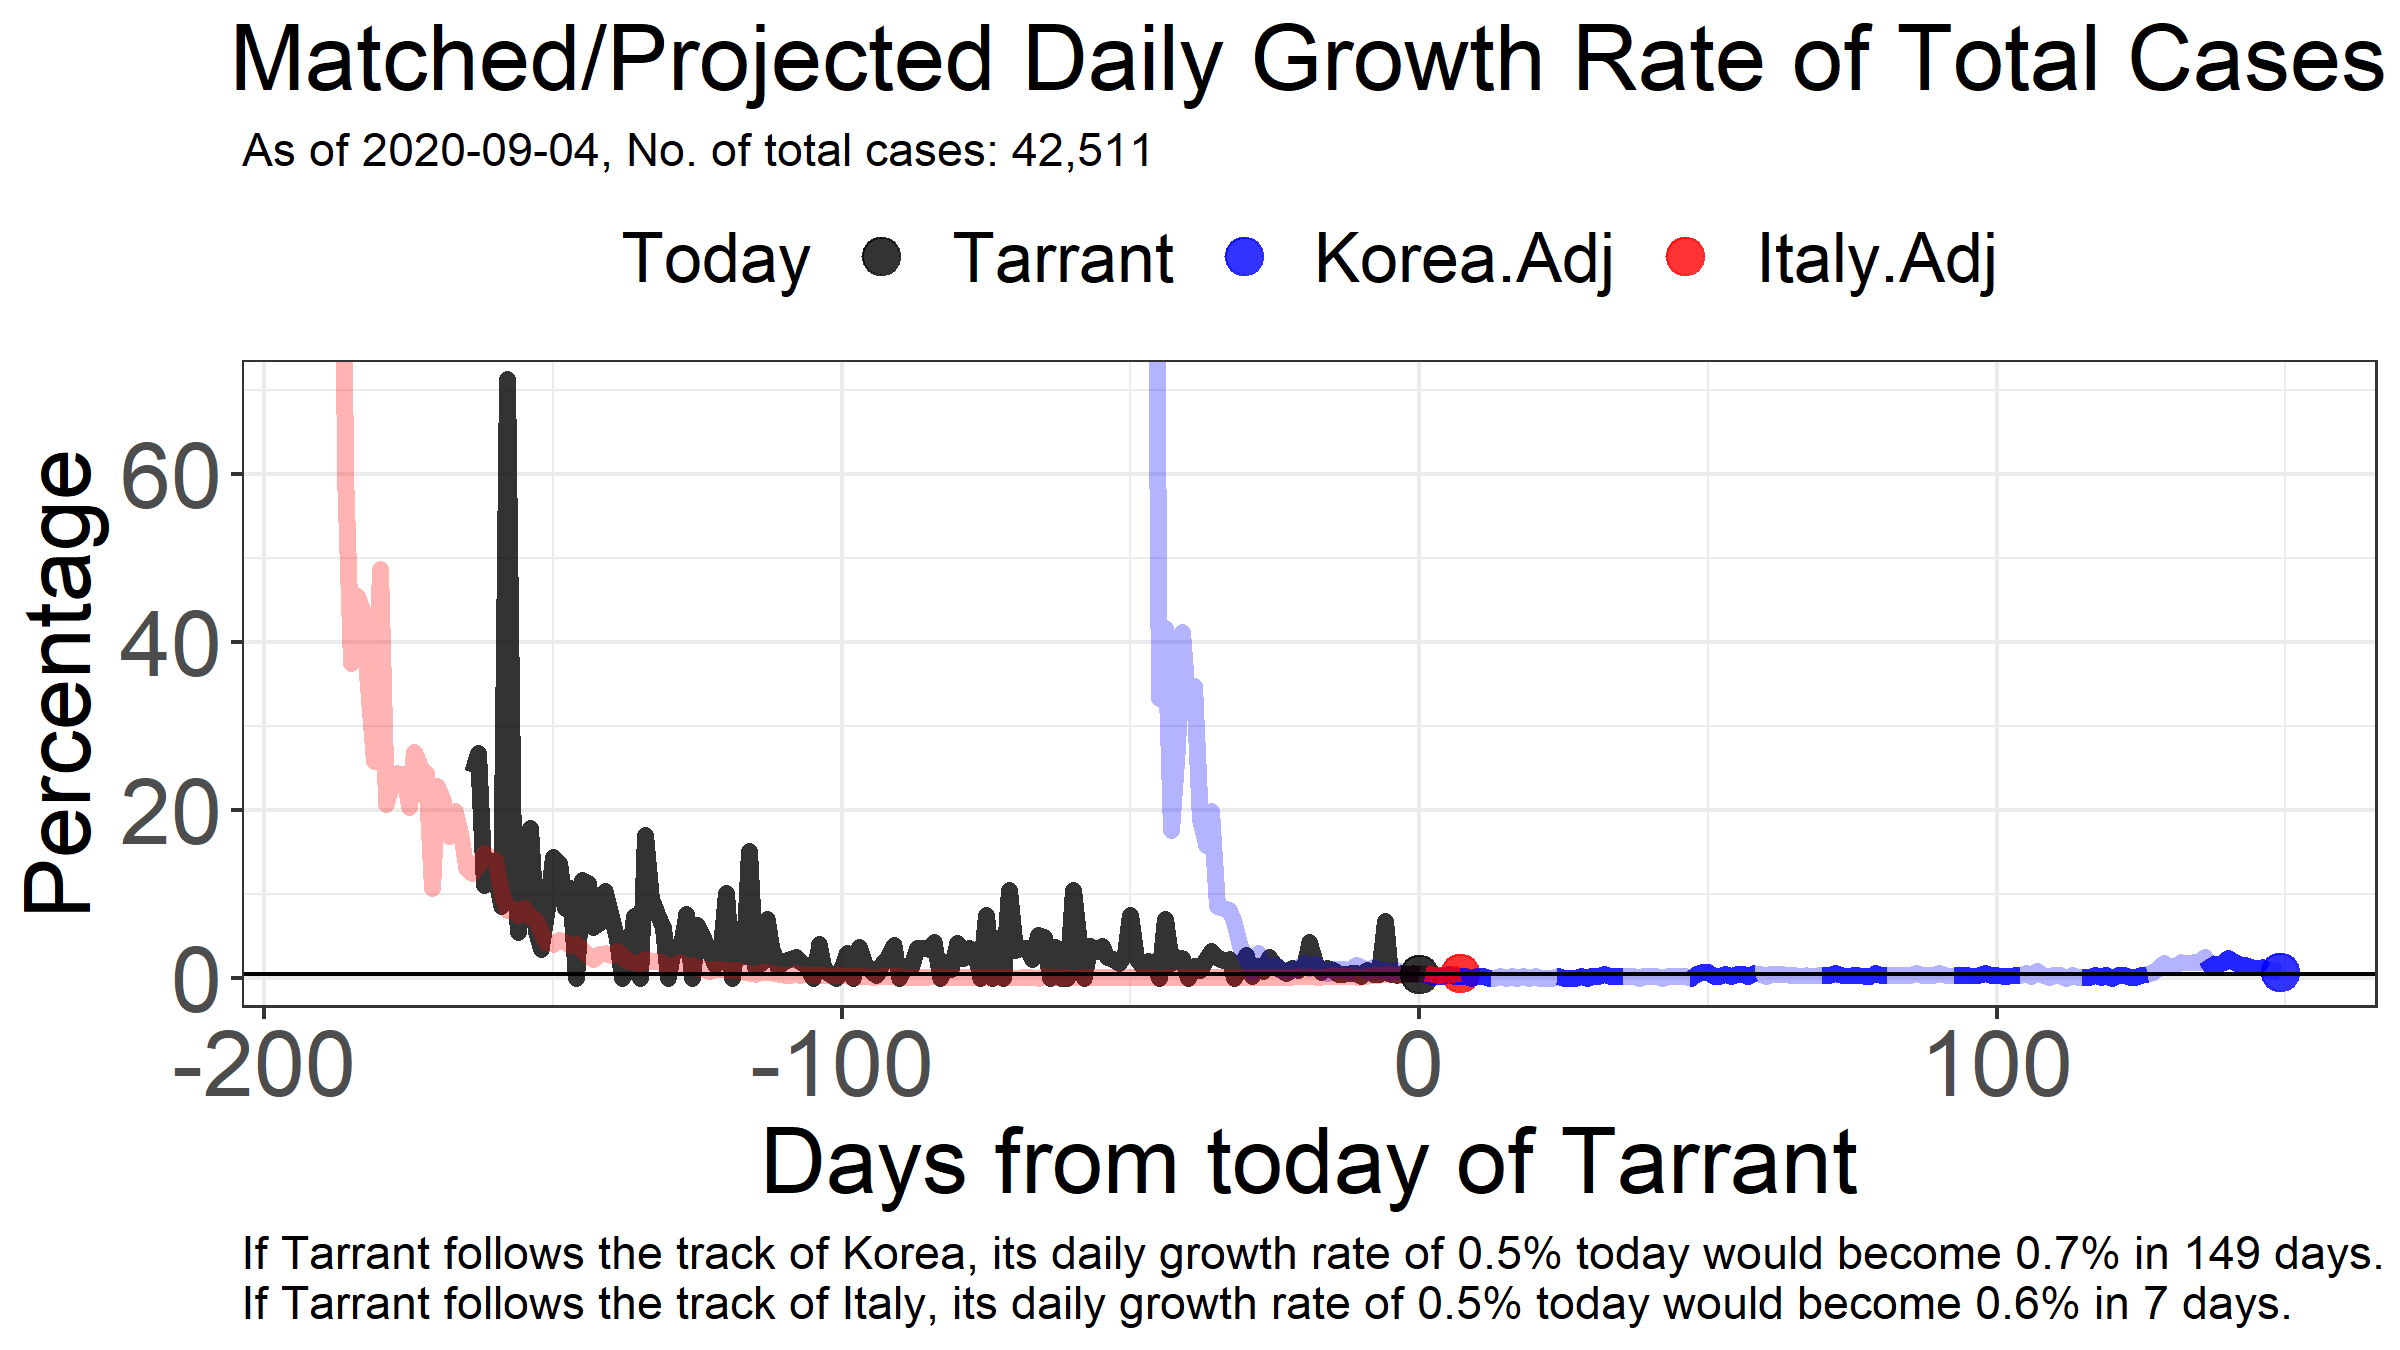 Matched/Projected Daily Growth Rate of Total Cases
As of 2020-09-04, No. of total cases: 42,511
Today Tarrant Korea.Adj Italy.Adj
Percentage
60
40
20
0
-200 -100 0 100
Days from today of Tarrant
If Tarrant follows the track of Korea, its daily growth rate of 0.5% today would become 0.7% in 149 days.
If Tarrant follows the track of Italy, its daily growth rate of 0.5% today would become 0.6% in 7 days.